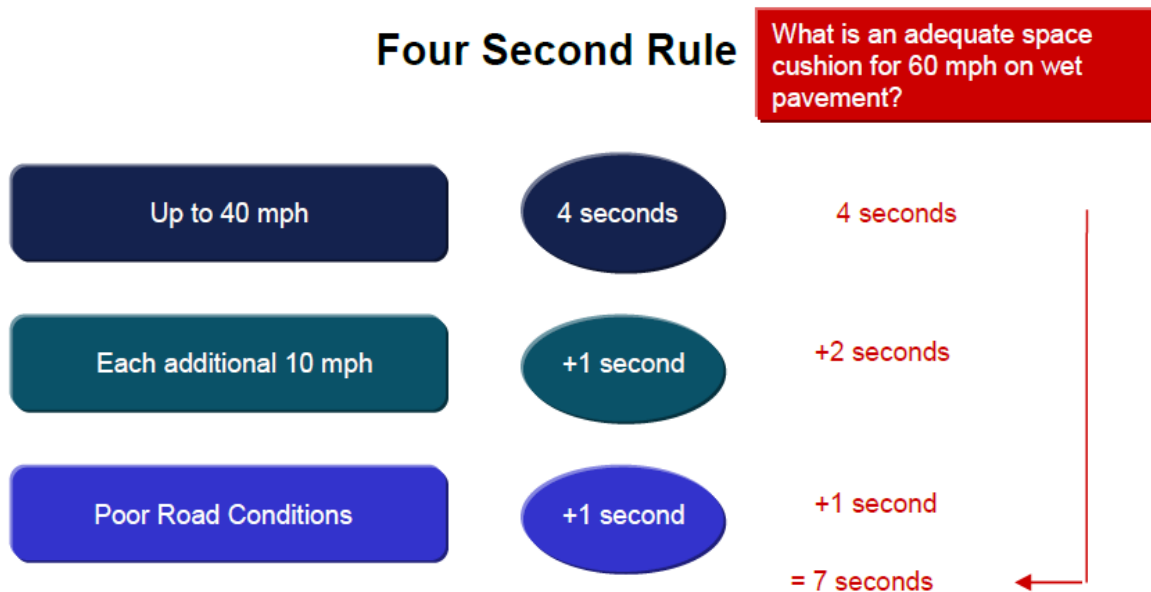 Four Second Rule
What is an adequate space
cushion for 60 mph on wet
pavement?
Up to 40 mph
4 seconds
4 seconds
Each additional 10 mph
+1 second
+2 seconds
Poor Road Conditions
+1 second
+1 second
= 7 seconds